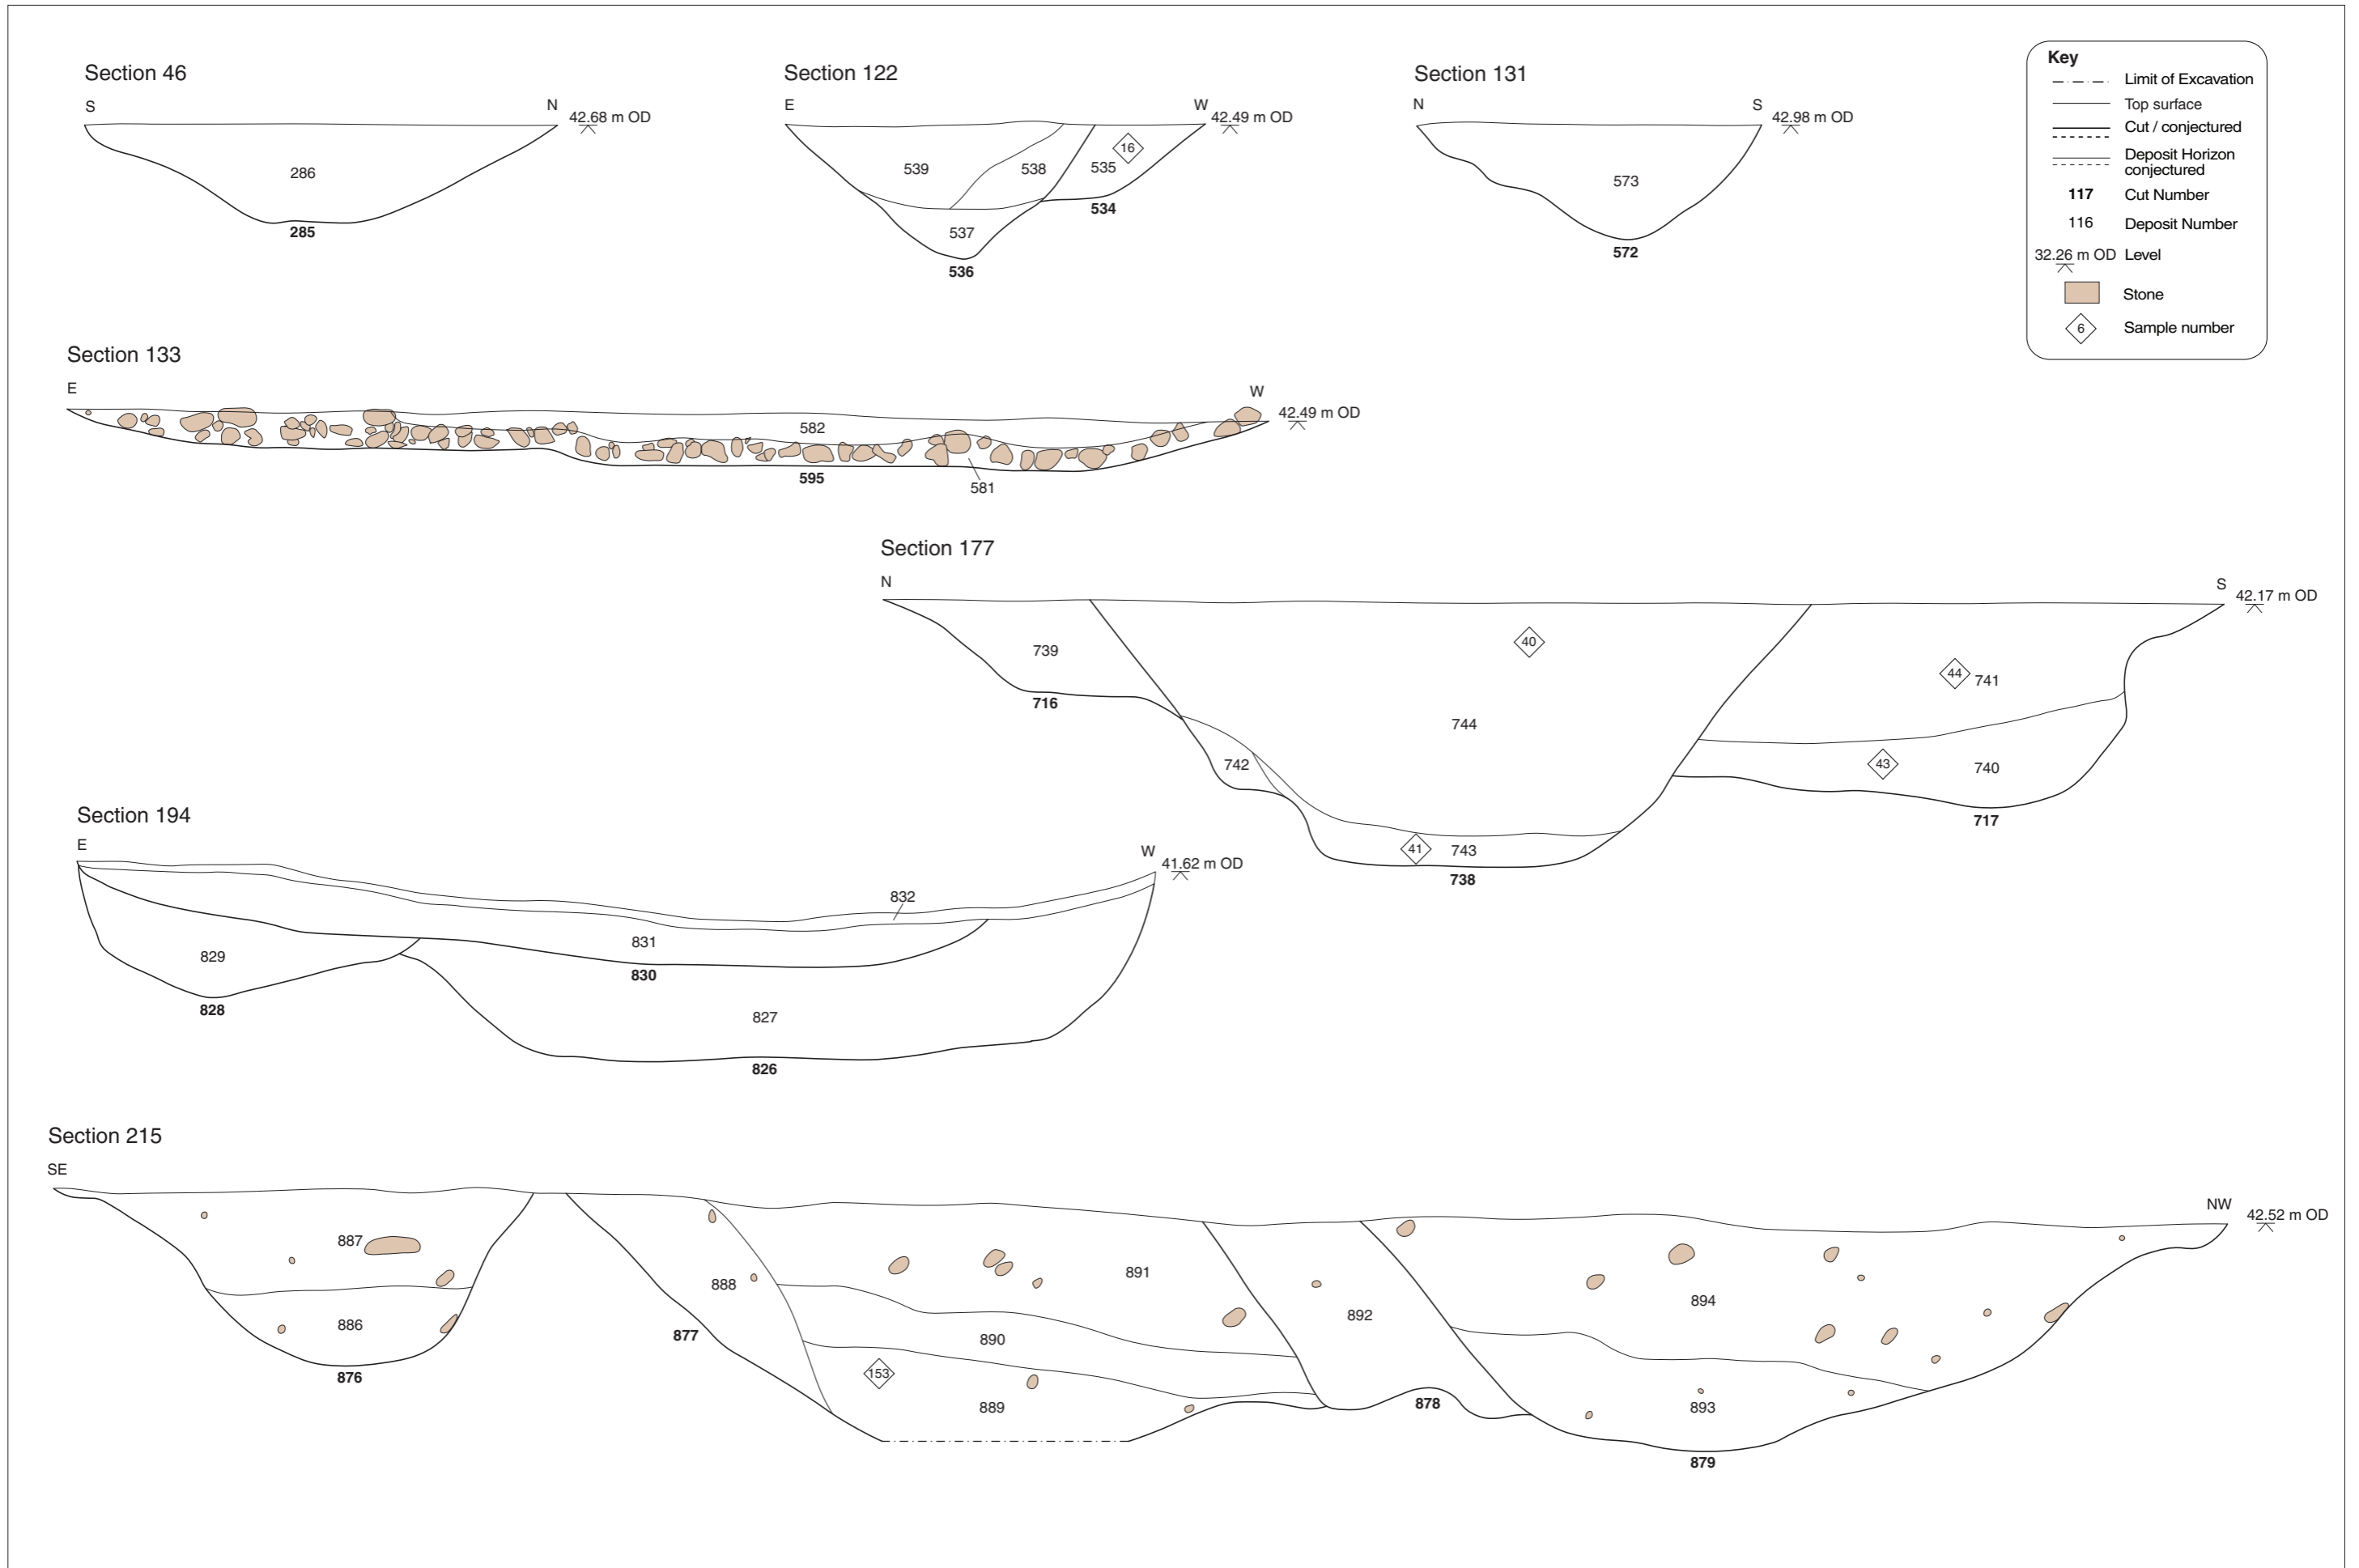 Section 46
S
N
42.68 m OD
286
285
Section 122
E
W
42.49 m OD
16
539
538
535
534
537
536
Section 131
N
S
42.98 m OD
573
572
Key
Limit of Excavation
Top surface
Cut / conjectured
Deposit Horizon
conjectured
117 Cut Number
116 Deposit Number
32.26 m OD Level
Stone
6 Sample number
Section 133
E
W
42.49 m OD
582
595
581
Section 177
N
S
42.17 m OD
40
739
44
741
716
744
742
43
740
41
743
717
738
Section 194
E
W
41.62 m OD
832
831
829
830
828
827
826
Section 215
SE
NW
42.52 m OD
887
891
888
894
892
886
877
890
153
876
889
878
893
879